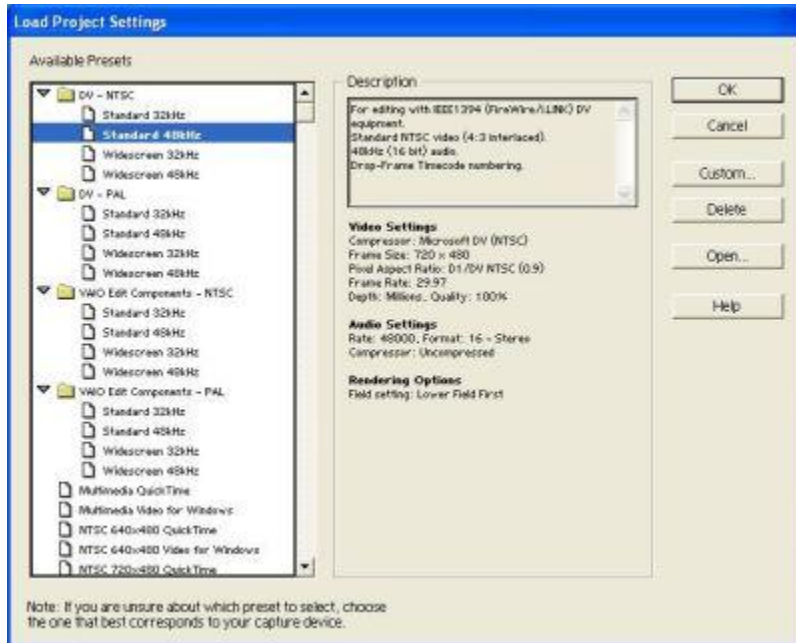 Load Project Settings
Available Presets
DV - NTSC
Standard 32kHz
Standard 48kHz
Widescreen 32kHz
Widescreen 48kHz
DV - PAL
Standard 32kHz
Standard 48kHz
Widescreen 32kHz
Widescreen 48kHz
VAIO Edit Components - NTSC
Standard 32kHz
Standard 48kHz
Widescreen 32kHz
Widescreen 48kHz
VAIO Edit Components - PAL
Standard 32kHz
Standard 48kHz
Widescreen 32kHz
Widescreen 48kHz
Multimedia QuickTime
Multimedia Video for Windows
NTSC 640x480 QuickTime
NTSC 640x480 Video for Windows
NTSC 720x480 QuickTime
Description
For editing with IEEE1394 (FireWire/i.LINK) DV
equipment.
Standard NTSC video (4:3 interlaced).
48kHz (16 bit) audio.
Drop-Frame Timecode numbering.
Video Settings
Compressor: Microsoft DV (NTSC)
Frame Size: 720 x 480
Pixel Aspect Ratio: D1/DV NTSC (0.9)
Frame Rate: 29.97
Depth: Millions, Quality: 100%
Audio Settings
Rate: 48000, Format: 16 - Stereo
Compressor: Uncompressed
Rendering Options
Field setting: Lower Field First
OK
Cancel
Custom...
Delete
Open...
Help
Note: If you are unsure about which preset to select, choose
the one that best corresponds to your capture device.